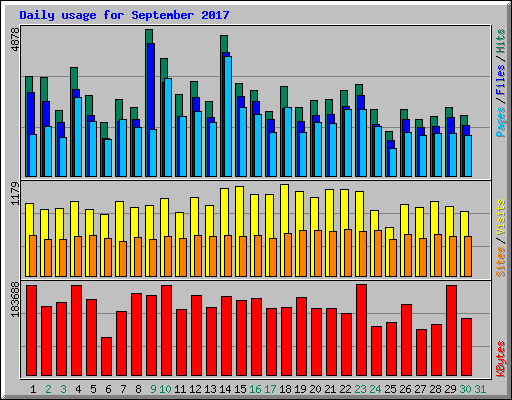 Daily usage for September 2017
4878
Pages / Files / Hits
1179
Sites / Visits
183688
KBytes
1 2 3 4 5 6 7 8 9 10 11 12 13 14 15 16 17 18 19 20 21 22 23 24 25 26 27 28 29 30 31